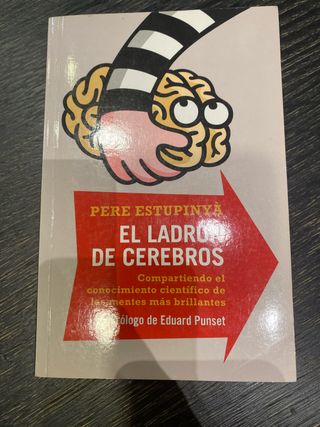 PERE ESTUPINYÀ
EL LADRÓN
DE CEREBROS
Compartiendo el
conocimiento científico de
las mentes más brillantes
Prólogo de Eduard Punset